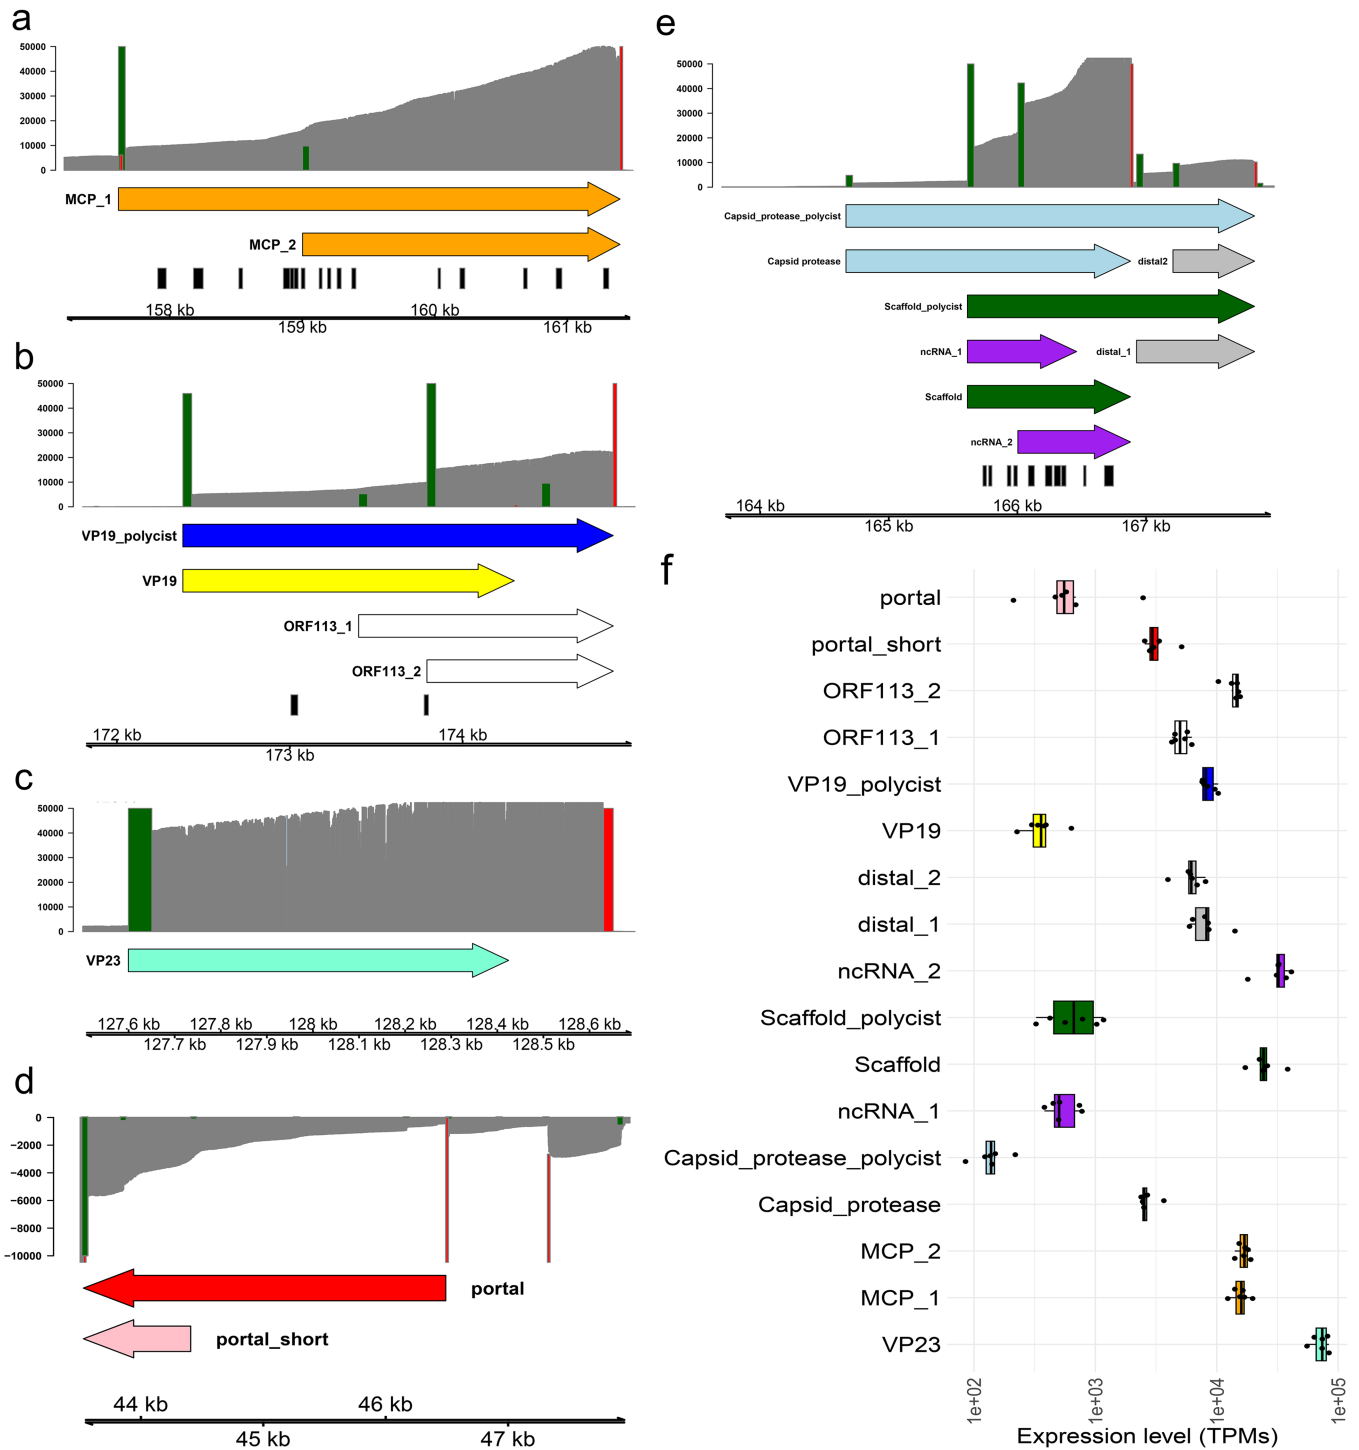 a
50000
40000
30000
20000
10000
0
MCP_1
MCP_2
158 kb
159 kb
160 kb
161 kb
b
50000
40000
30000
20000
10000
0
VP19_polycist
VP19
ORF113_1
ORF113_2
172 kb
173 kb
174 kb
c
50000
40000
30000
20000
10000
0
VP23
127.6 kb
127.7 kb
127.8 kb
127.9 kb
128 kb
128.1 kb
128.2 kb
128.3 kb
128.4 kb
128.5 kb
128.6 kb
d
0
−2000
−4000
−6000
−8000
−10000
portal
portal_short
44 kb
45 kb
46 kb
47 kb
e
50000
40000
30000
20000
10000
0
Capsid_protease_polycist
Capsid protease
distal2
Scaffold_polycist
ncRNA_1
distal_1
Scaffold
ncRNA_2
164 kb
165 kb
166 kb
167 kb
f
portal
portal_short
ORF113_2
ORF113_1
VP19_polycist
VP19
distal_2
distal_1
ncRNA_2
Scaffold_polycist
Scaffold
ncRNA_1
Capsid_protease_polycist
Capsid_protease
MCP_2
MCP_1
VP23
1e+02
1e+03
1e+04
1e+05
Expression level (TPMs)